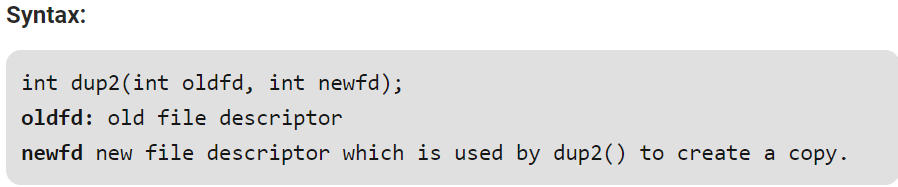 Syntax:
int dup2(int oldfd, int newfd);
oldfd: old file descriptor
newfd new file descriptor which is used by dup2() to create a copy.